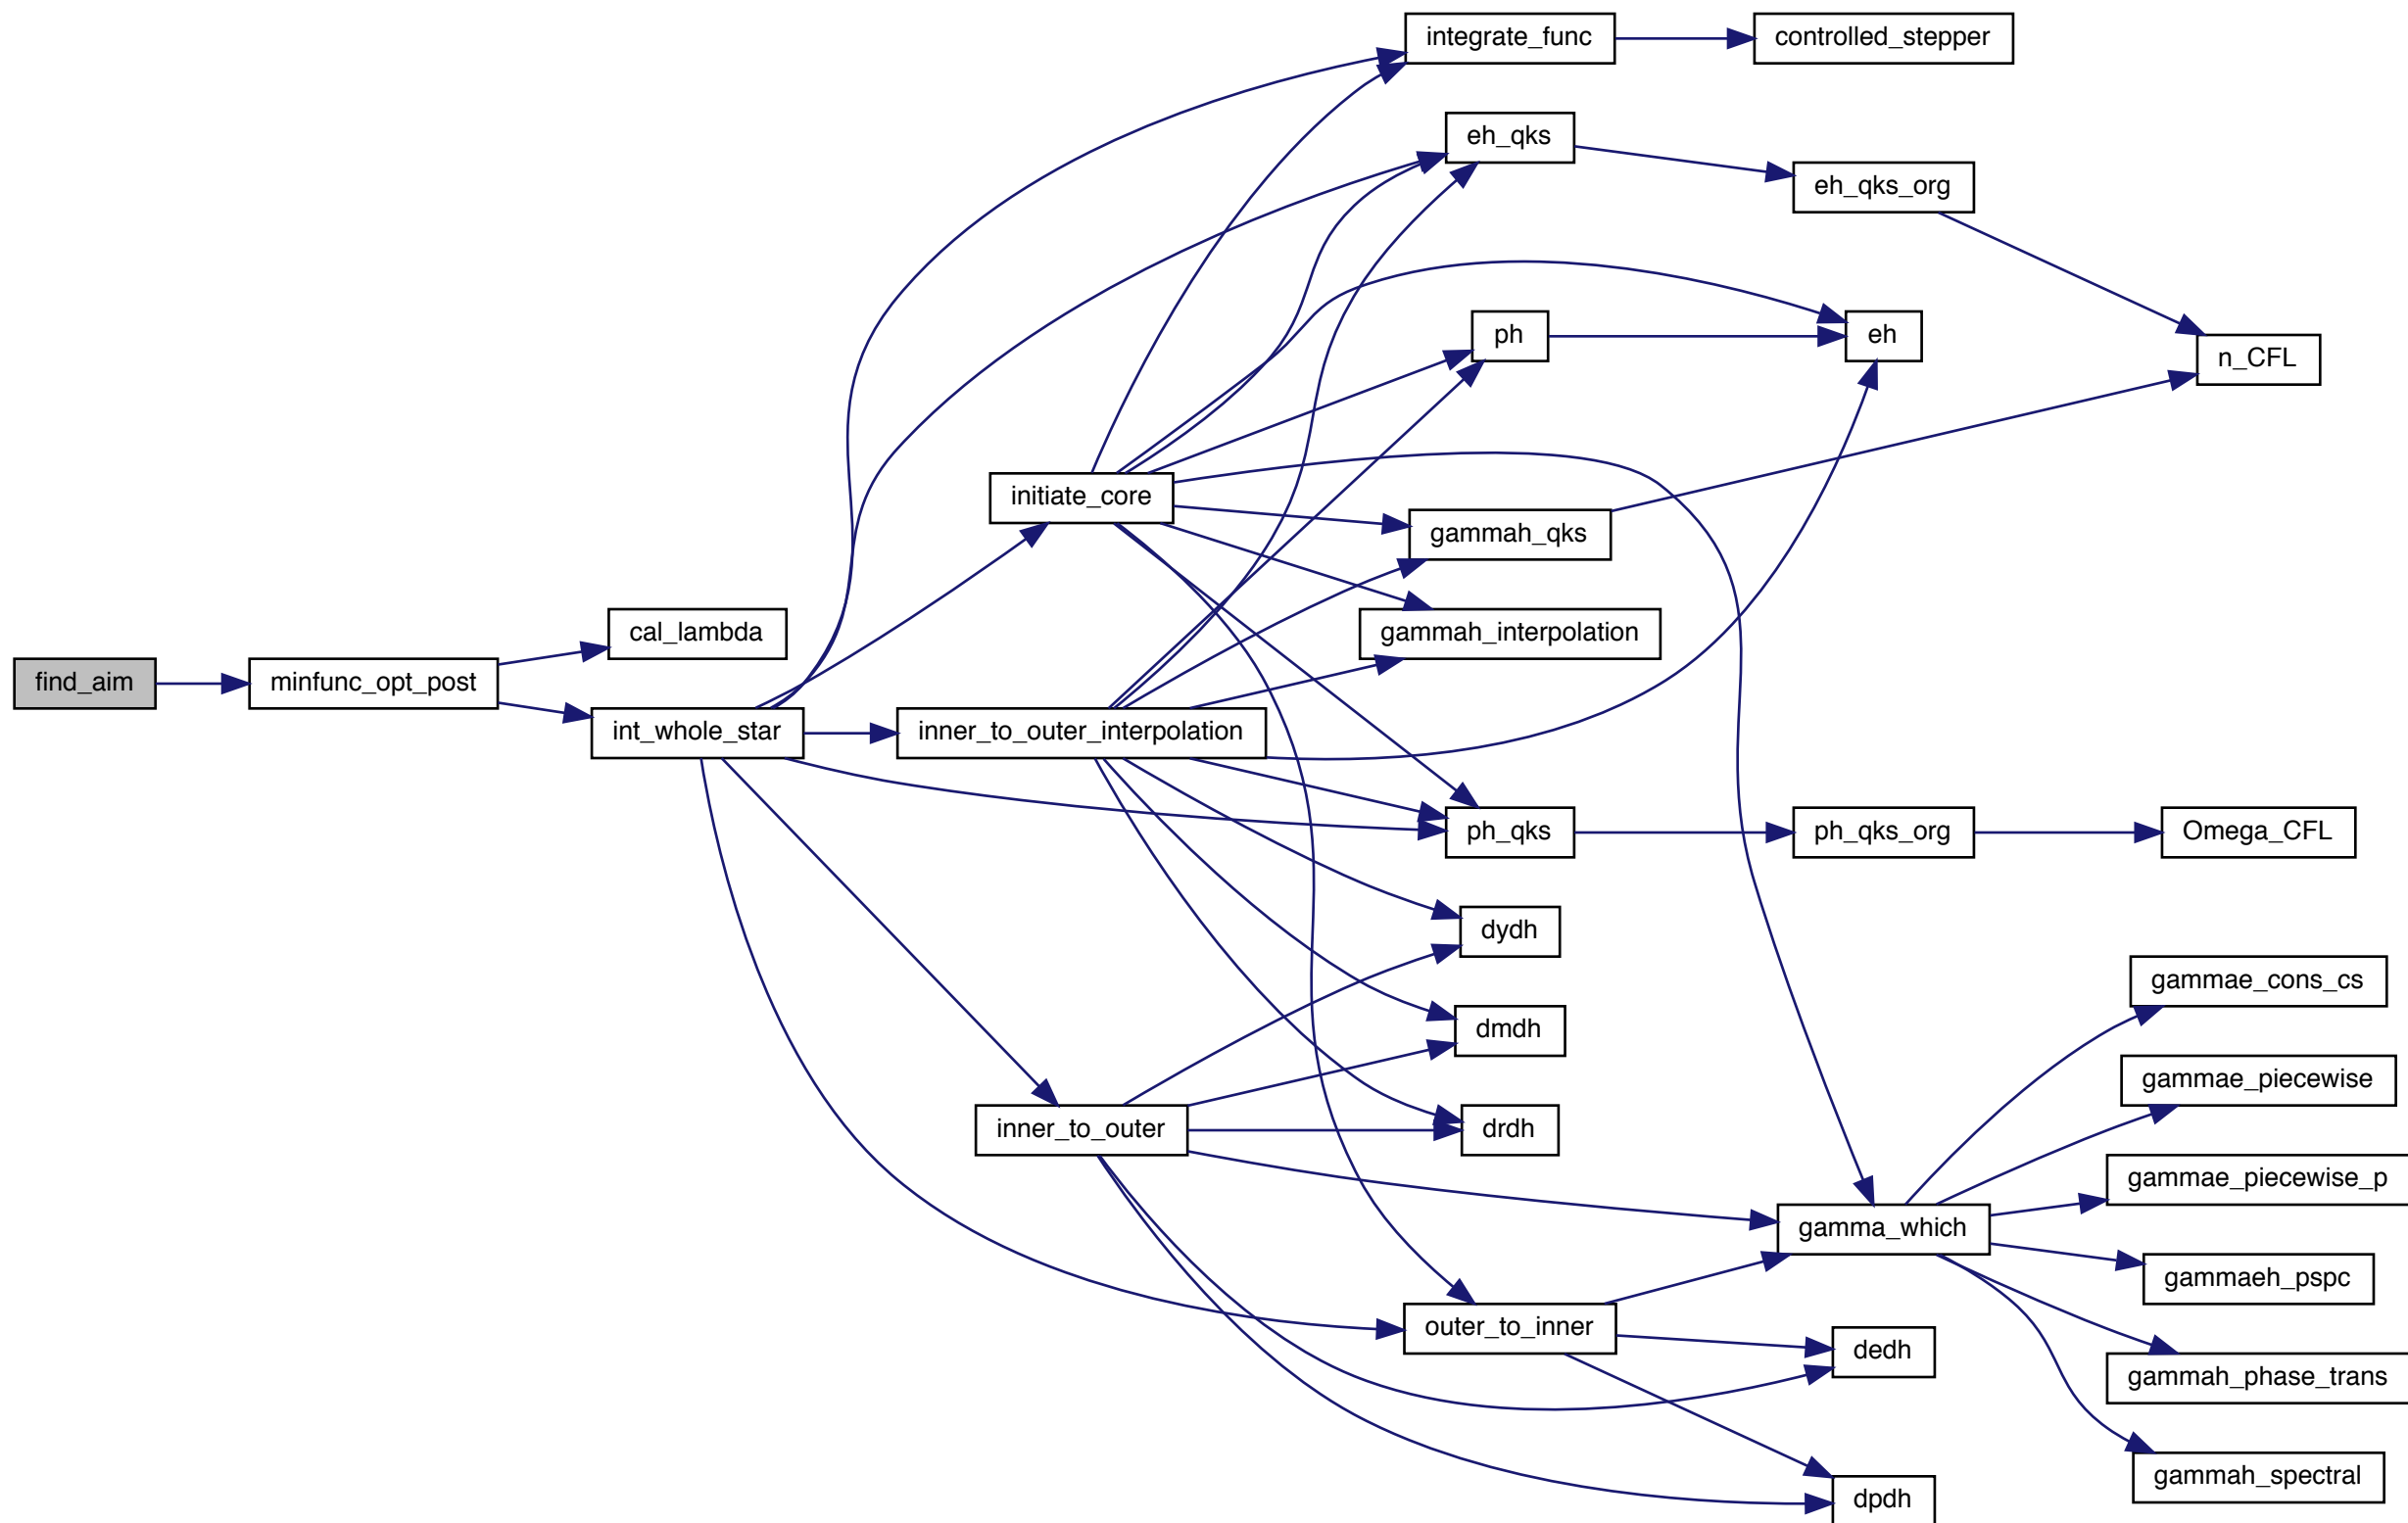 integrate_func
controlled_stepper
eh_qks
eh_qks_org
ph
eh
n_CFL
initiate_core
gammah_qks
cal_lambda
gammah_interpolation
find_aim
minfunc_opt_post
int_whole_star
inner_to_outer_interpolation
ph_qks
ph_qks_org
Omega_CFL
dydh
gammae_cons_cs
dmdh
gammae_piecewise
inner_to_outer
drdh
gammae_piecewise_p
gamma_which
gammaeh_pspc
outer_to_inner
dedh
gammah_phase_trans
gammah_spectral
dpdh